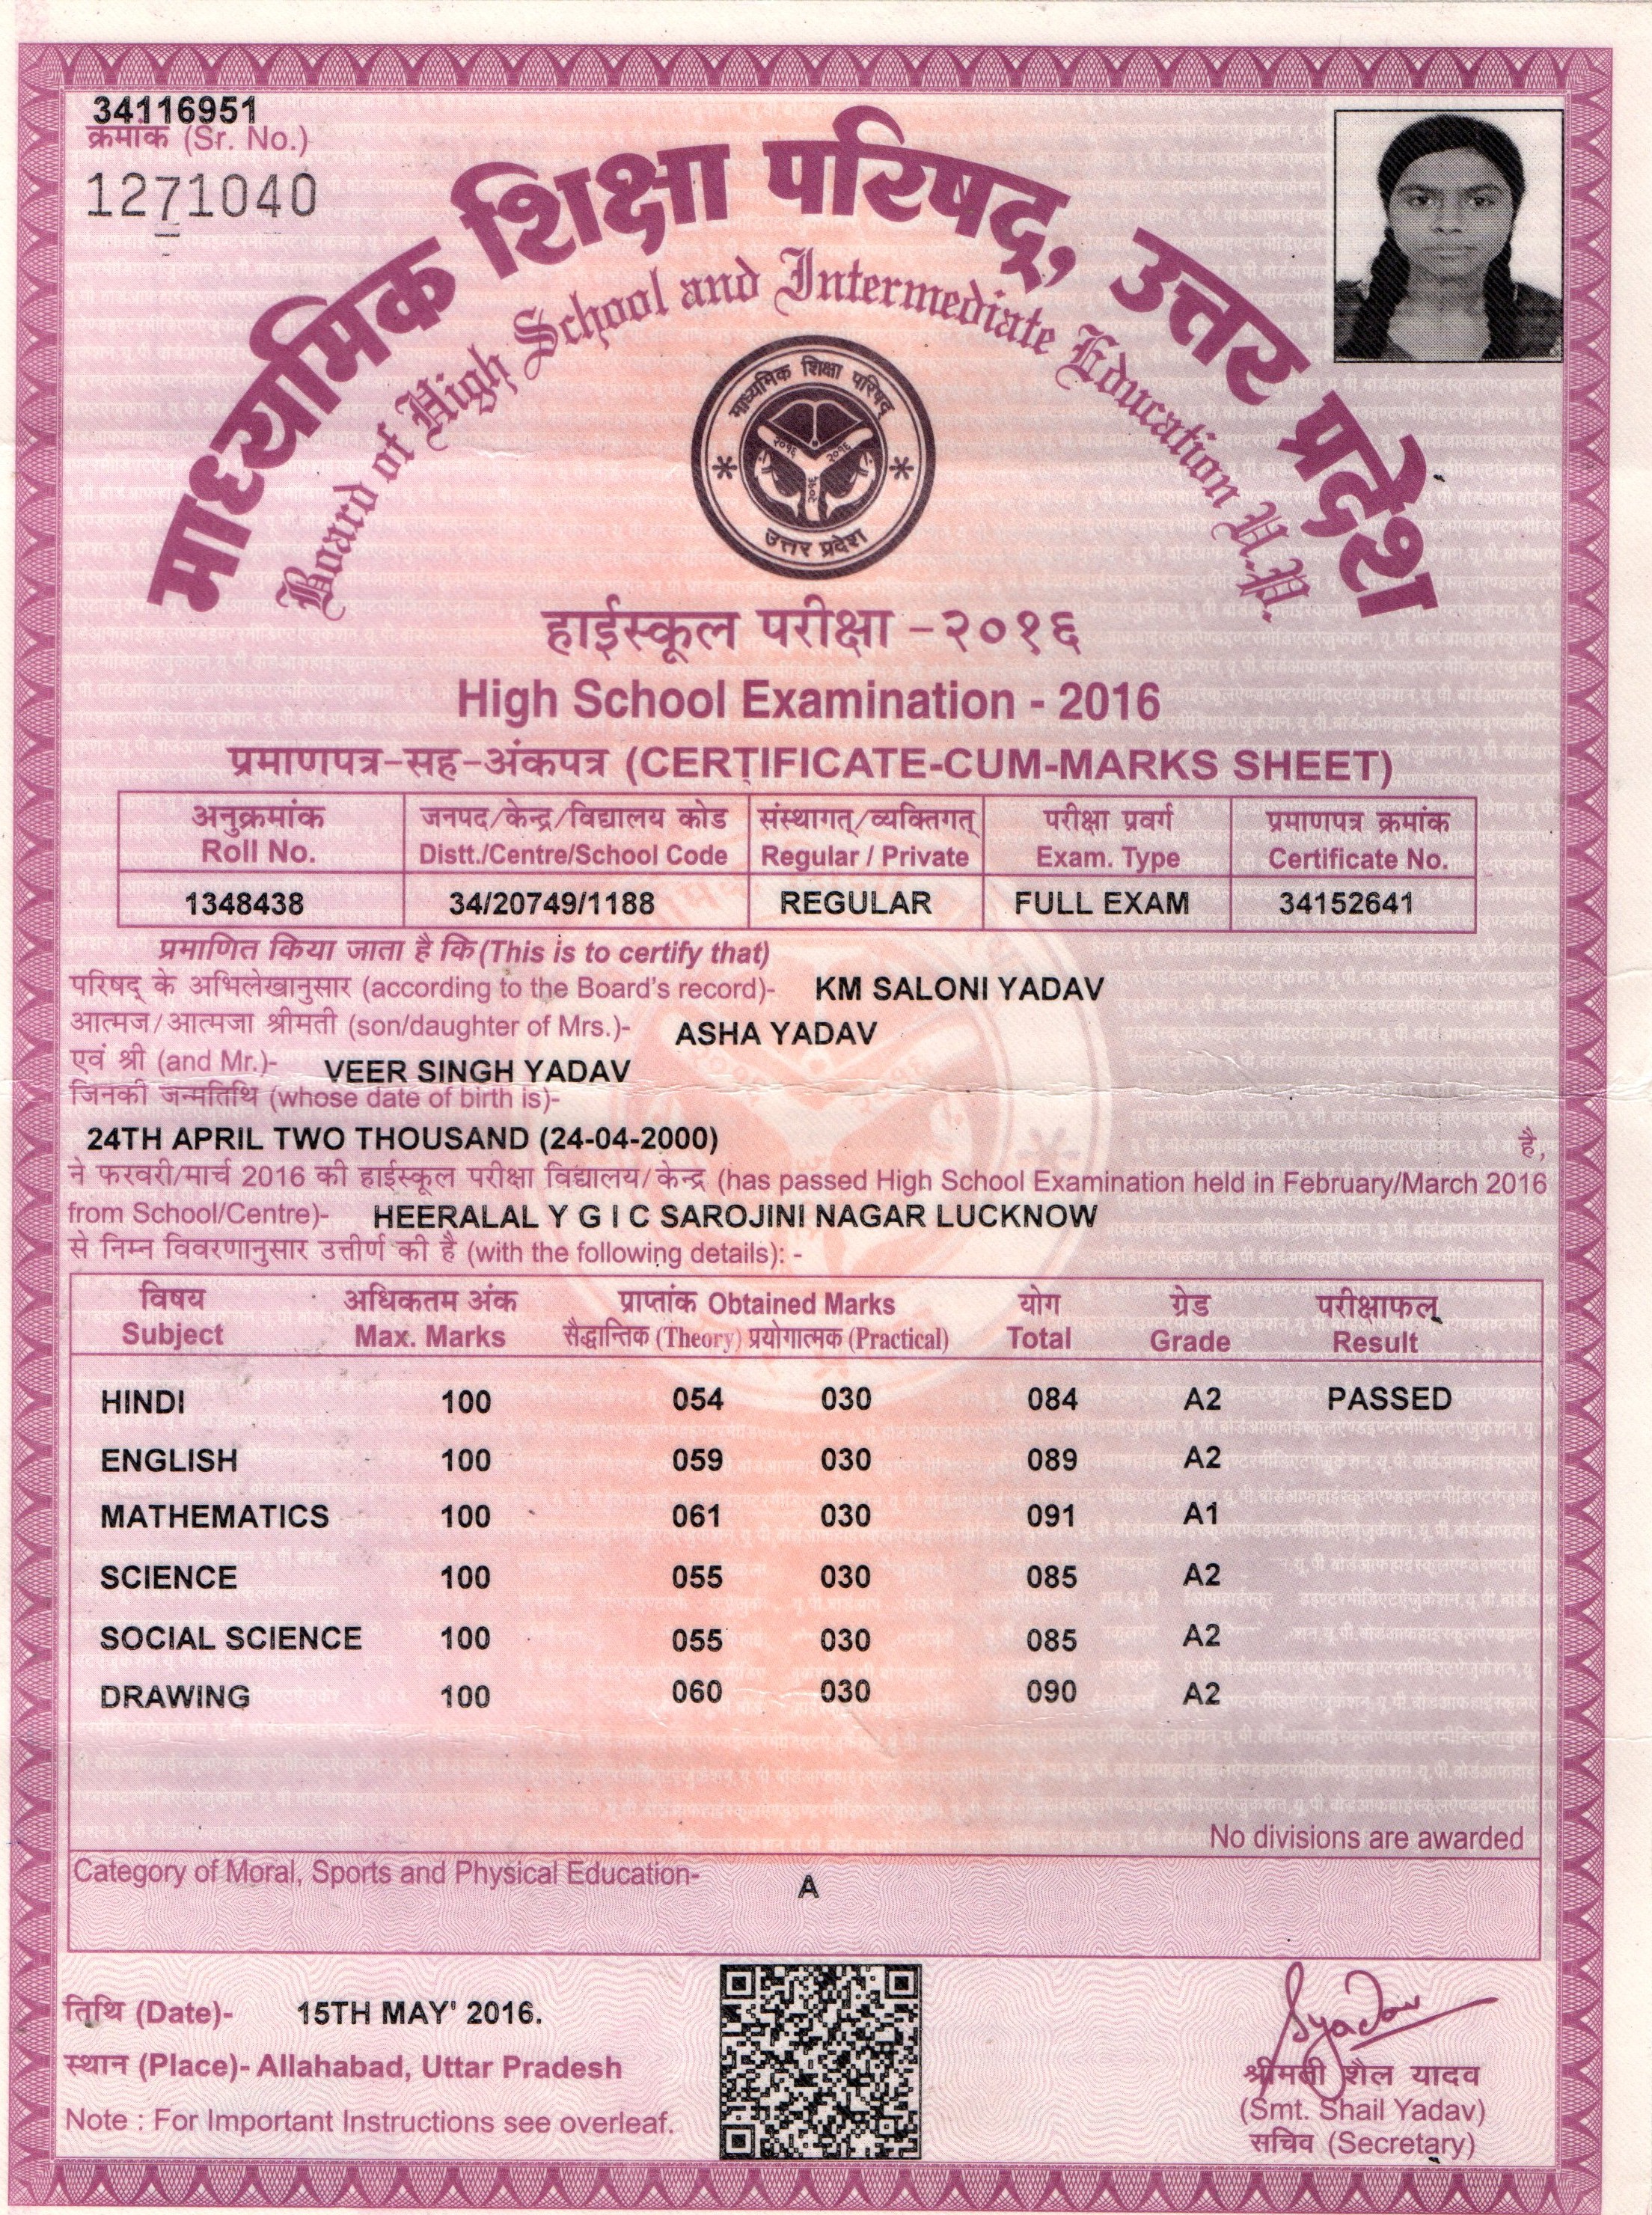 34116951
क्रमांक (Sr. No.)
1271040
माध्यमिक शिक्षा परिषद्, उत्तर प्रदेश
Board of High School and Intermediate Education U.P.
माध्यमिक शिक्षा परिषद्
२०१६ २०१६
२०१६
उत्तर प्रदेश
हाईस्कूल परीक्षा -२०१६
High School Examination - 2016
प्रमाणपत्र-सह-अंकपत्र (CERTIFICATE-CUM-MARKS SHEET)
अनुक्रमांक जनपद/केन्द्र/विद्यालय कोड संस्थागत्/व्यक्तिगत् परीक्षा प्रवर्ग प्रमाणपत्र क्रमांक
Roll No. Distt./Centre/School Code Regular / Private Exam. Type Certificate No.
1348438 34/20749/1188 REGULAR FULL EXAM 34152641
प्रमाणित किया जाता है कि (This is to certify that)
परिषद् के अभिलेखानुसार (according to the Board's record)- KM SALONI YADAV
आत्मज/आत्मजा श्रीमती (son/daughter of Mrs.)- ASHA YADAV
एवं श्री (and Mr.)- VEER SINGH YADAV
जिनकी जन्मतिथि (whose date of birth is)-
24TH APRIL TWO THOUSAND (24-04-2000) है,
ने फरवरी/मार्च 2016 की हाईस्कूल परीक्षा विद्यालय/केन्द्र (has passed High School Examination held in February/March 2016
from School/Centre)- HEERALAL Y G I C SAROJINI NAGAR LUCKNOW
से निम्न विवरणानुसार उत्तीर्ण की है (with the following details): -
विषय अधिकतम अंक प्राप्तांक Obtained Marks योग ग्रेड परीक्षाफल्
Subject Max. Marks सैद्धान्तिक (Theory) प्रयोगात्मक (Practical) Total Grade Result
HINDI 100 054 030 084 A2 PASSED
ENGLISH 100 059 030 089 A2
MATHEMATICS 100 061 030 091 A1
SCIENCE 100 055 030 085 A2
SOCIAL SCIENCE 100 055 030 085 A2
DRAWING 100 060 030 090 A2
No divisions are awarded
Category of Moral, Sports and Physical Education- A
तिथि (Date)- 15TH MAY' 2016.
स्थान (Place)- Allahabad, Uttar Pradesh
Note : For Important Instructions see overleaf.
Syadav
श्रीमती शैल यादव
(Smt. Shail Yadav)
सचिव (Secretary)